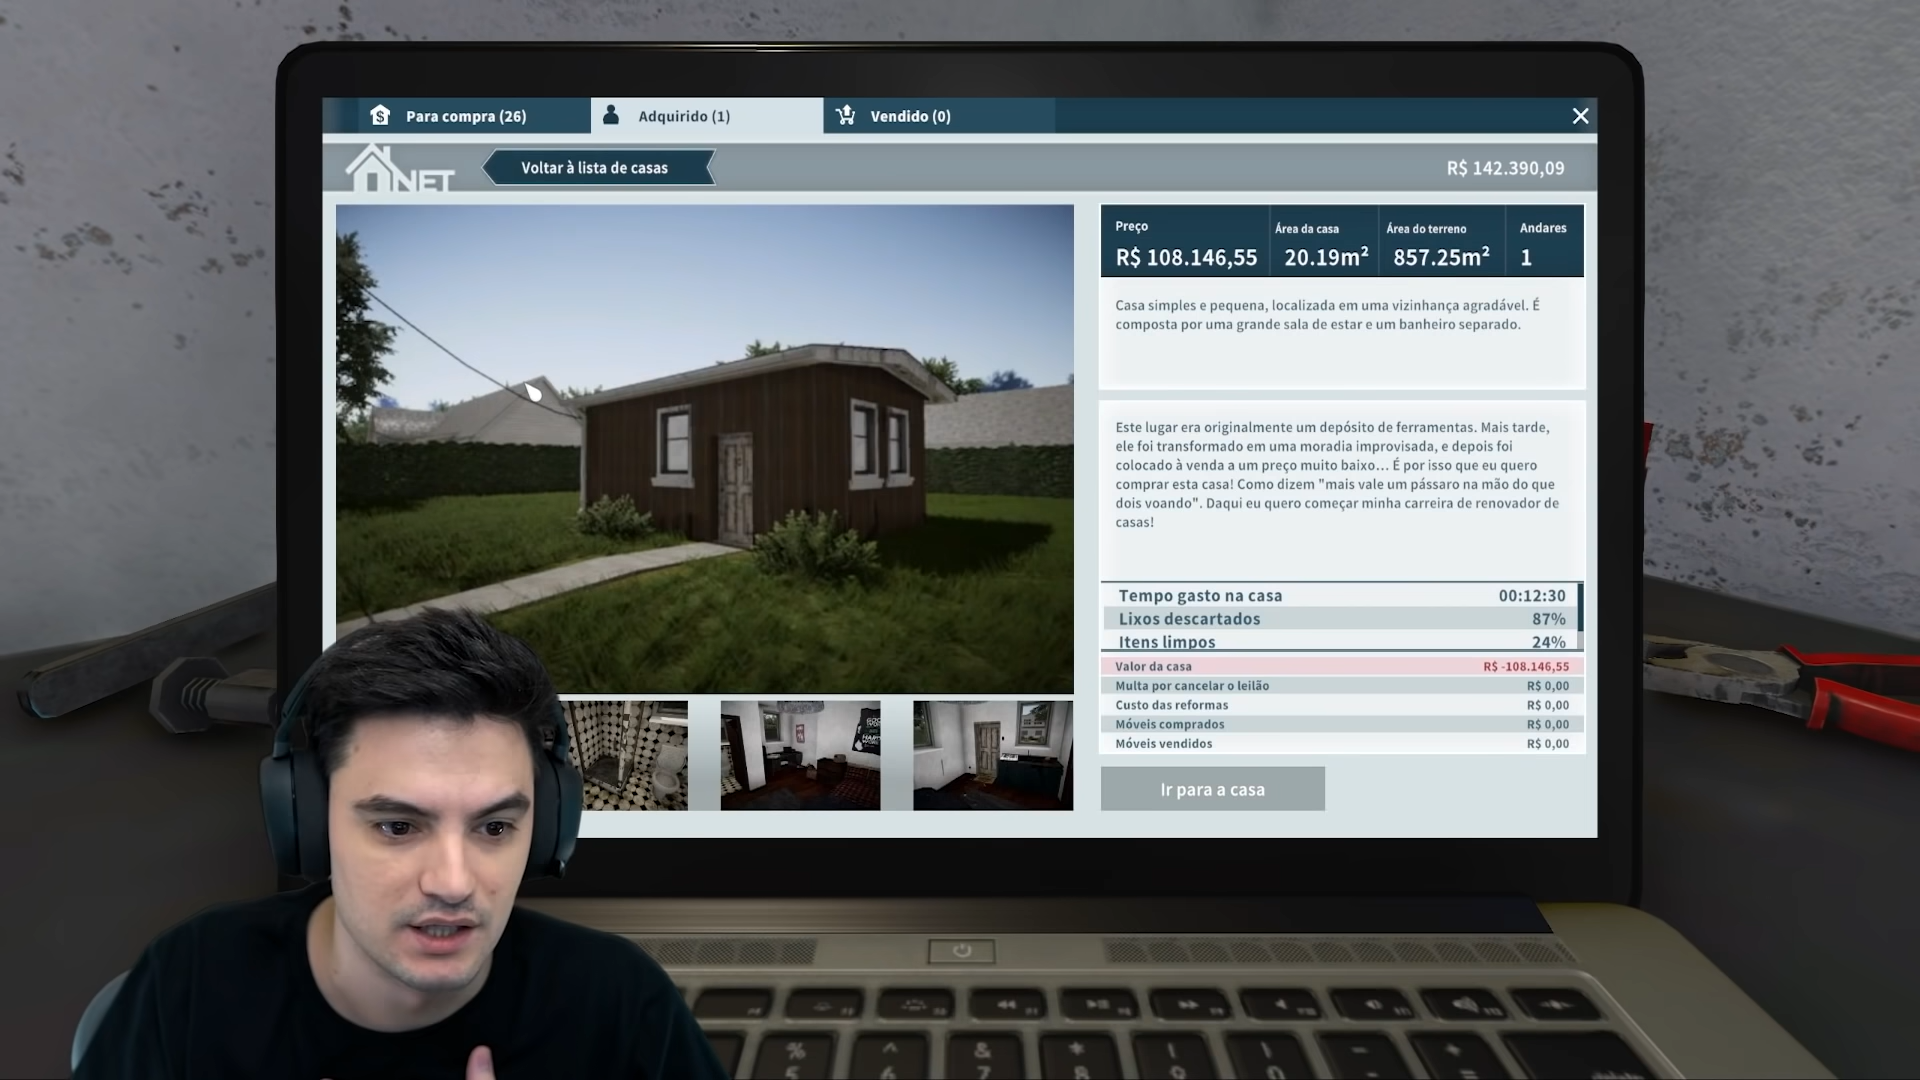 Para compra (26)
Adquirido (1)
Vendido (0)
NET
Voltar à lista de casas
R$ 142.390,09
Preço
R$ 108.146,55
Área da casa
20.19m²
Área do terreno
857.25m²
Andares
1
Casa simples e pequena, localizada em uma vizinhança agradável. É
composta por uma grande sala de estar e um banheiro separado.
Este lugar era originalmente um depósito de ferramentas. Mais tarde,
ele foi transformado em uma moradia improvisada, e depois foi
colocado à venda a um preço muito baixo... É por isso que eu quero
comprar esta casa! Como dizem "mais vale um pássaro na mão do que
dois voando". Daqui eu quero começar minha carreira de renovador de
casas!
Tempo gasto na casa 00:12:30
Lixos descartados 87%
Itens limpos 24%
Valor da casa R$ -108.146,55
Multa por cancelar o leilão R$ 0,00
Custo das reformas R$ 0,00
Móveis comprados R$ 0,00
Móveis vendidos R$ 0,00
Ir para a casa